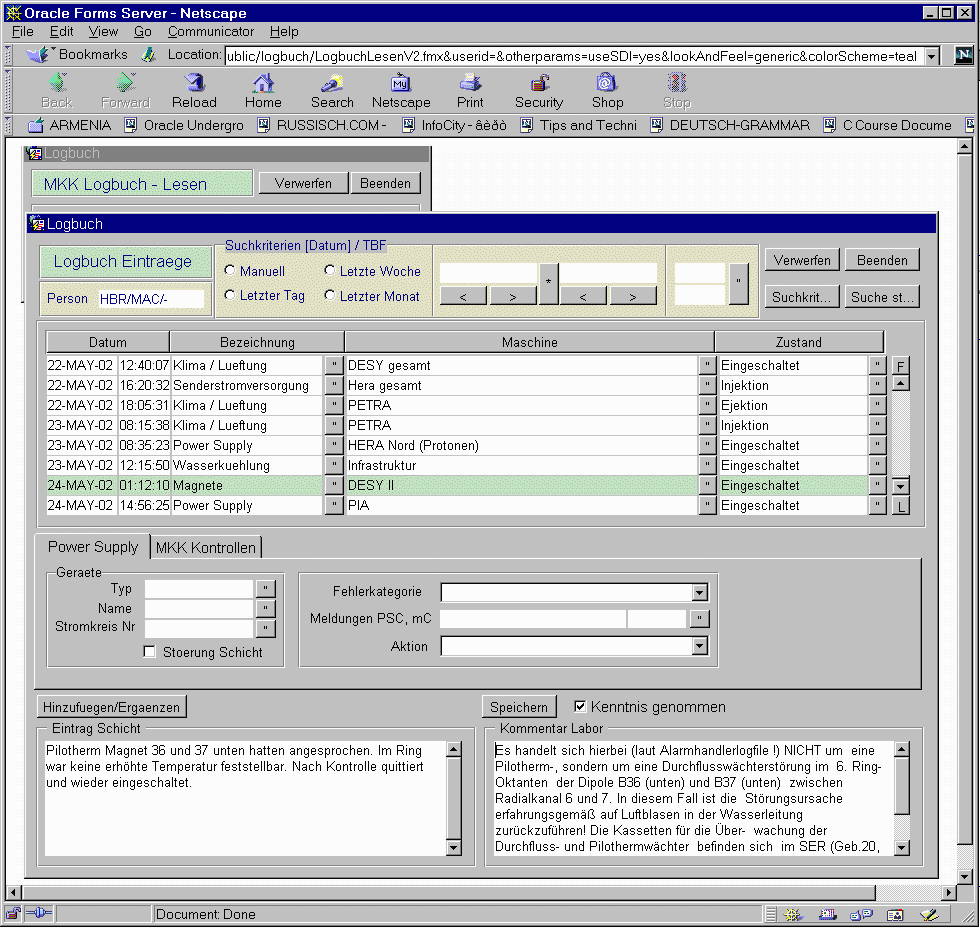 Oracle Forms Server - Netscape
File Edit View Go Communicator Help
Bookmarks Location: ublic/logbuch/LogbuchLesenV2.fmx&userid=&otherparams=useSDI=yes&lookAndFeel=generic&colorScheme=teal N
Back Forward Reload Home Search Netscape Print Security Shop Stop
ARMENIA Oracle Undergro RUSSISCH.COM - InfoCity - âèðò Tips and Techni DEUTSCH-GRAMMAR C Course Docume
Logbuch
MKK Logbuch - Lesen Verwerfen Beenden
Logbuch
Logbuch Eintraege
Person HBR/MAC/-
Suchkriterien [Datum] / TBF
Manuell Letzte Woche
Letzter Tag Letzter Monat
< > * < > "
Verwerfen Beenden
Suchkrit... Suche st...
Datum Bezeichnung Maschine Zustand
22-MAY-02 12:40:07 Klima / Lueftung " DESY gesamt " Eingeschaltet " F
22-MAY-02 16:20:32 Senderstromversorgung " Hera gesamt " Injektion "
22-MAY-02 18:05:31 Klima / Lueftung " PETRA " Ejektion "
23-MAY-02 08:15:38 Klima / Lueftung " PETRA " Injektion "
23-MAY-02 08:35:23 Power Supply " HERA Nord (Protonen) " Eingeschaltet "
23-MAY-02 12:15:50 Wasserkuehlung " Infrastruktur " Eingeschaltet "
24-MAY-02 01:12:10 Magnete " DESY II " Eingeschaltet "
24-MAY-02 14:56:25 Power Supply " PIA " Eingeschaltet " L
Power Supply MKK Kontrollen
Geraete
Typ "
Name "
Stromkreis Nr "
Stoerung Schicht
Fehlerkategorie
Meldungen PSC, mC "
Aktion
Hinzufuegen/Ergaenzen Speichern Kenntnis genommen
Eintrag Schicht
Pilotherm Magnet 36 und 37 unten hatten angesprochen. Im Ring
war keine erhöhte Temperatur feststellbar. Nach Kontrolle quittiert
und wieder eingeschaltet.
Kommentar Labor
Es handelt sich hierbei (laut Alarmhandlerlogfile !) NICHT um eine
Pilotherm-, sondern um eine Durchflusswächterstörung im 6. Ring-
Oktanten der Dipole B36 (unten) und B37 (unten) zwischen
Radialkanal 6 und 7. In diesem Fall ist die Störungsursache
erfahrungsgemäß auf Luftblasen in der Wasserleitung
zurückzuführen! Die Kassetten für die Über- wachung der
Durchfluss- und Pilothermwächter befinden sich im SER (Geb.20,
Document: Done